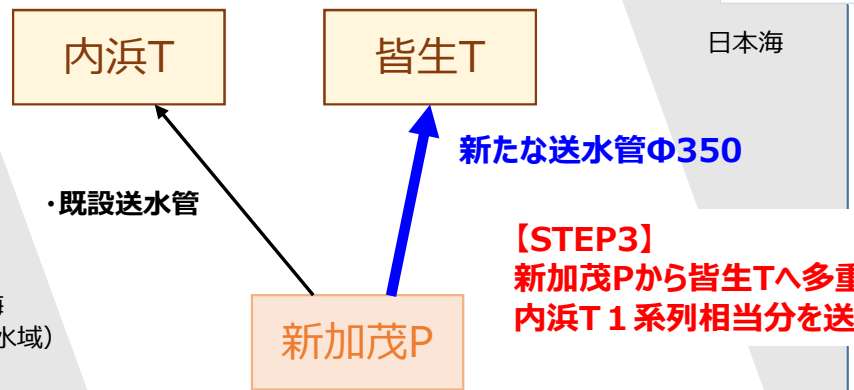 内浜T
皆生T
日本海
新たな送水管Φ350
・既設送水管
【STEP3】
新加茂Pから皆生Tへ多重
内浜T１系列相当分を送
海
水域）
新加茂P